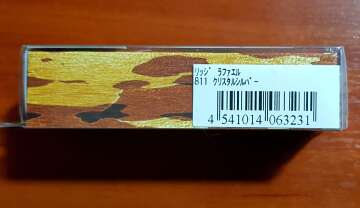 ﾘｯｼﾞ ﾗﾌｧｴﾙ
811 ｸﾘｽﾀﾙｼﾙﾊﾞｰ
4 541014 063231